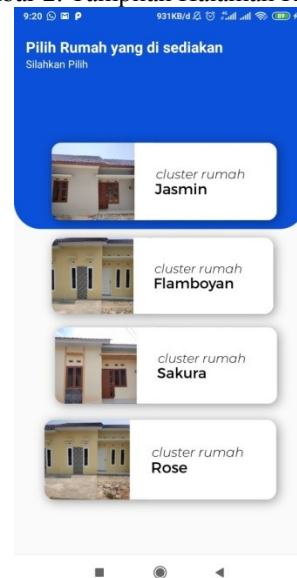 9:20 931KB/d 89
Pilih Rumah yang di sediakan
Silahkan Pilih
cluster rumah
Jasmin
cluster rumah
Flamboyan
cluster rumah
Sakura
cluster rumah
Rose